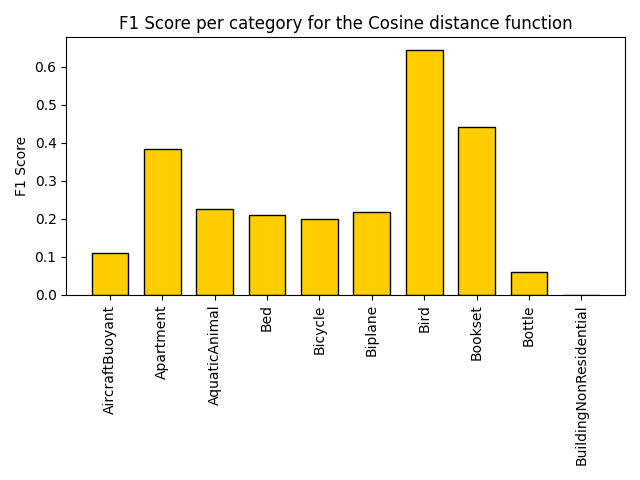 F1 Score per category for the Cosine distance function
F1 Score
0.6
0.5
0.4
0.3
0.2
0.1
0.0
AircraftBuoyant
Apartment
AquaticAnimal
Bed
Bicycle
Biplane
Bird
Bookset
Bottle
BuildingNonResidential